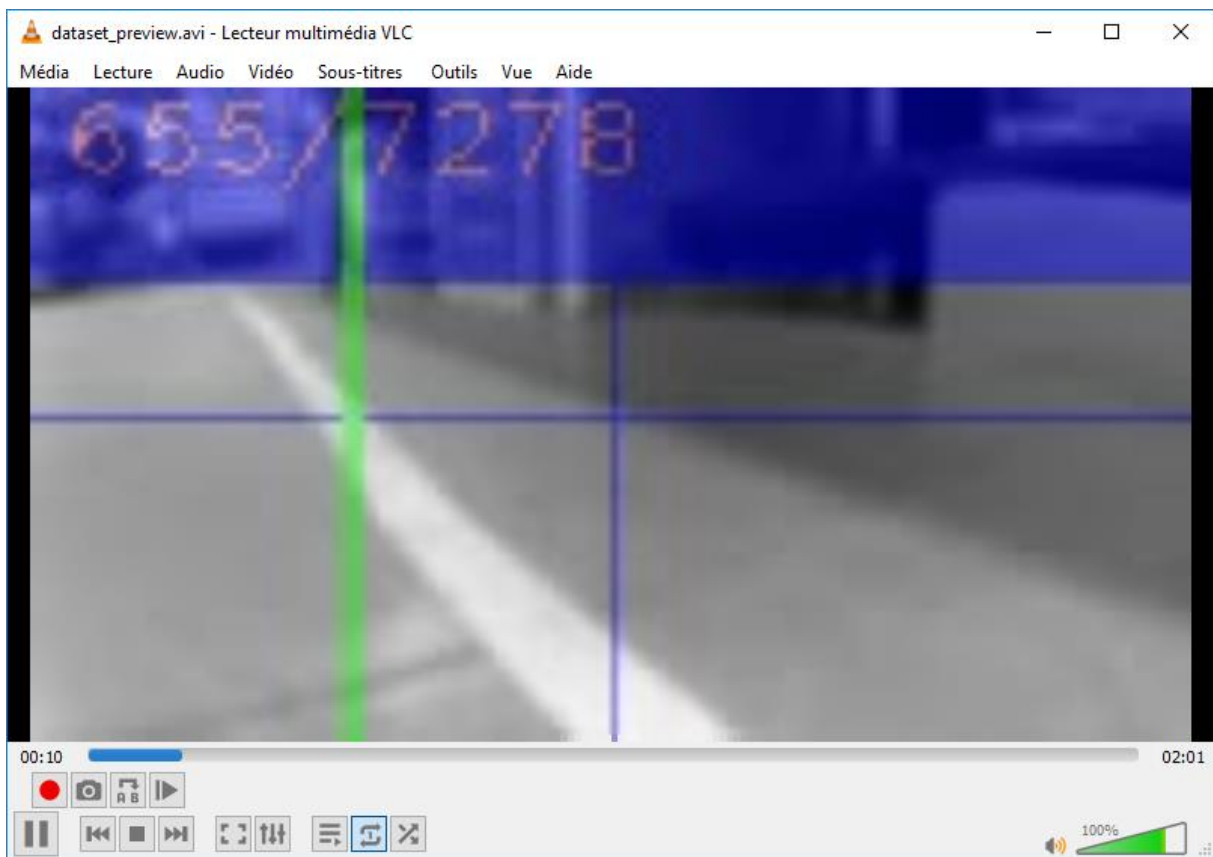 dataset_preview.avi - Lecteur multimédia VLC
Média Lecture Audio Vidéo Sous-titres Outils Vue Aide
655/7278
00:10 02:01
A B
1
100%